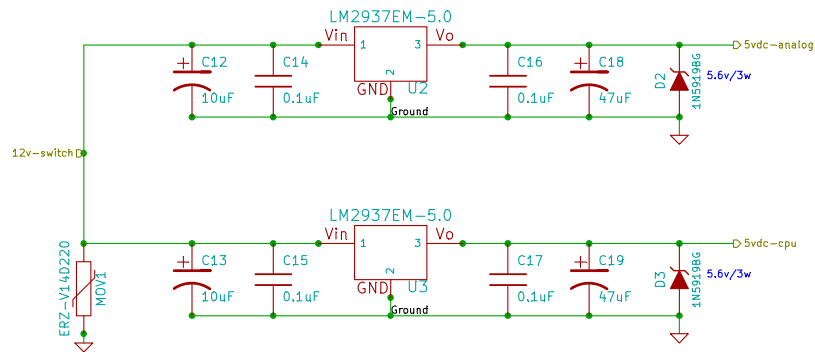 LM2937EM-5.0
Vin
Vo
1
3
2
GND
U2
Ground
C12
10uF
C14
0.1uF
C16
0.1uF
C18
47uF
D2
1N5919BG
5.6v/3w
5vdc-analog
12v-switch
LM2937EM-5.0
Vin
Vo
1
3
2
GND
U3
Ground
C13
10uF
C15
0.1uF
C17
0.1uF
C19
47uF
D3
1N5919BG
5.6v/3w
5vdc-cpu
ERZ-V14D220
MOV1